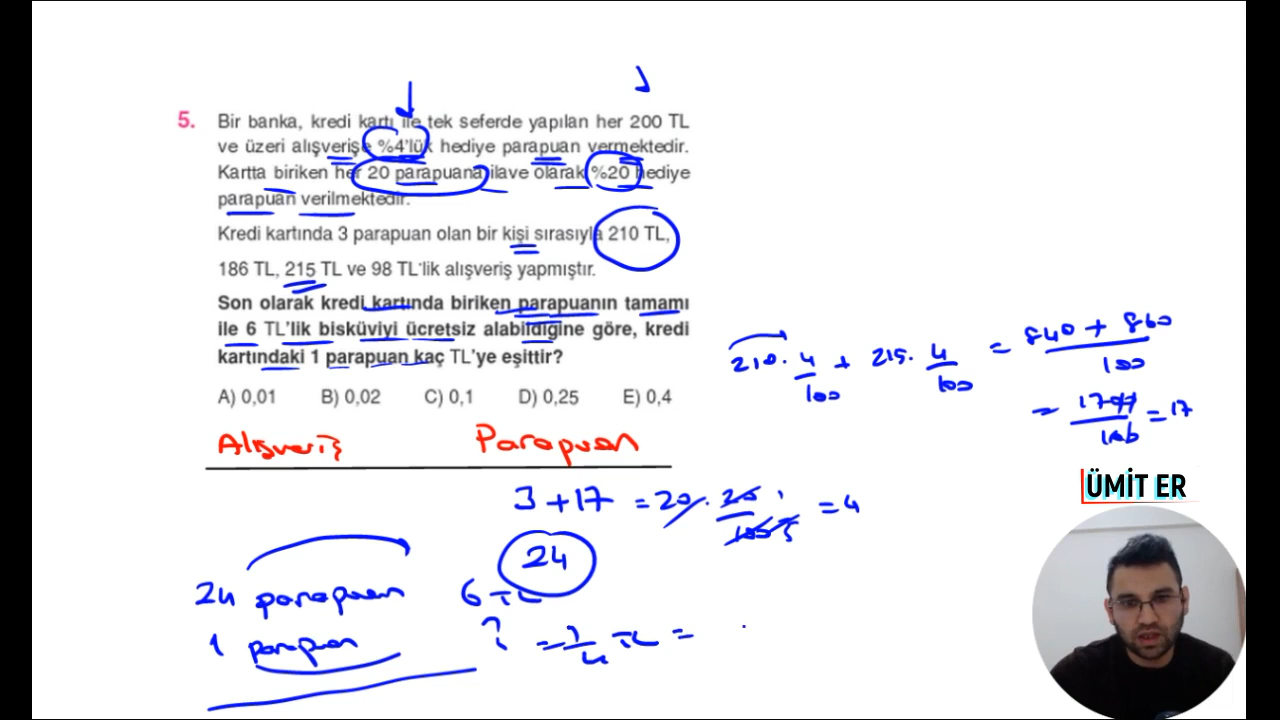 5. Bir banka, kredi kartı ile tek seferde yapılan her 200 TL
ve üzeri alışverişe %4'lük hediye parapuan vermektedir.
Kartta biriken her 20 parapuana ilave olarak %20 hediye
parapuan verilmektedir.
Kredi kartında 3 parapuan olan bir kişi sırasıyla 210 TL,
186 TL, 215 TL ve 98 TL'lik alışveriş yapmıştır.
Son olarak kredi kartında biriken parapuanın tamamı
ile 6 TL'lik bisküviyi ücretsiz alabildiğine göre, kredi
kartındaki 1 parapuan kaç TL'ye eşittir?
A) 0,01 B) 0,02 C) 0,1 D) 0,25 E) 0,4
210 · 4/100 + 215 · 4/100 = 840 + 860 / 100
= 1700/100 = 17
Alışveriş Parapuan
3 + 17 = 20 · 20/100 1 5 = 4
24
24 parapuan 6 TL
1 parapuan ? = 1/4 TL =
ÜMİT ER